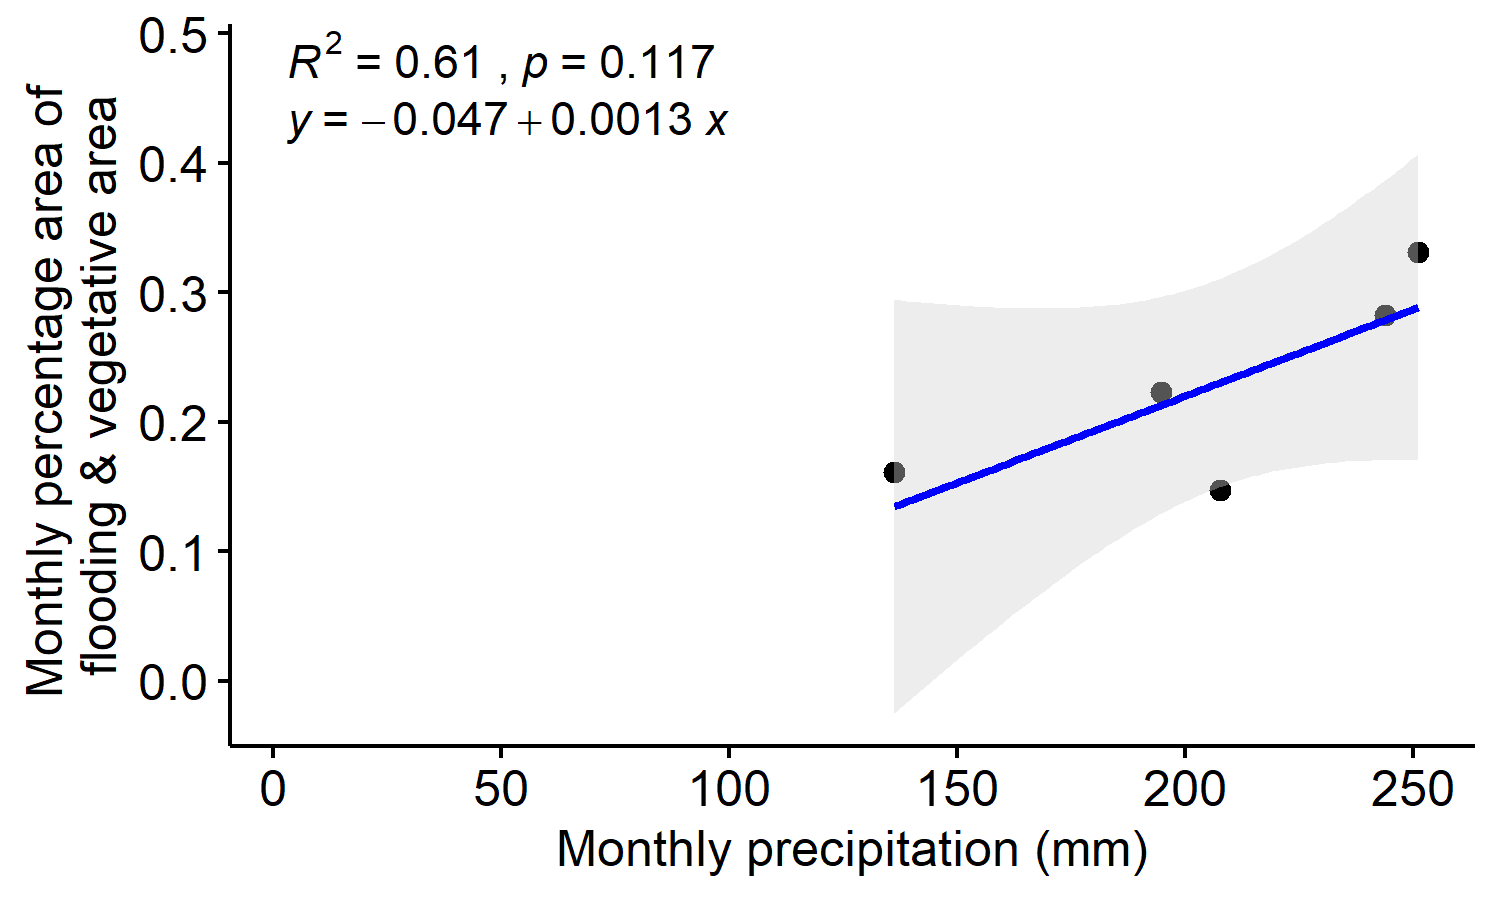 R² = 0.61 , p = 0.117
y = −0.047 + 0.0013 x
0.5
0.4
0.3
0.2
0.1
0.0
Monthly percentage area of
flooding & vegetative area
0 50 100 150 200 250
Monthly precipitation (mm)